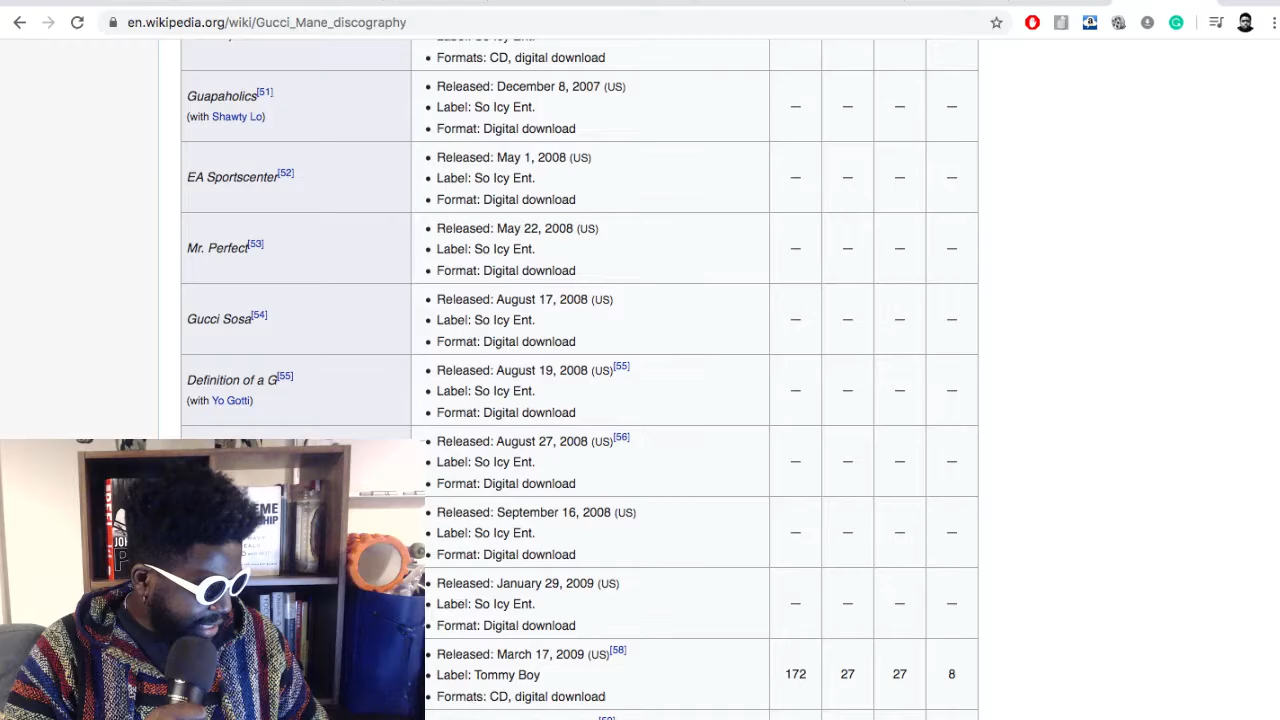 en.wikipedia.org/wiki/Gucci_Mane_discography
• Formats: CD, digital download
Guapaholics[51]
(with Shawty Lo)
• Released: December 8, 2007 (US)
• Label: So Icy Ent.
• Format: Digital download
— — — —
EA Sportscenter[52]
• Released: May 1, 2008 (US)
• Label: So Icy Ent.
• Format: Digital download
— — — —
Mr. Perfect[53]
• Released: May 22, 2008 (US)
• Label: So Icy Ent.
• Format: Digital download
— — — —
Gucci Sosa[54]
• Released: August 17, 2008 (US)
• Label: So Icy Ent.
• Format: Digital download
— — — —
Definition of a G[55]
(with Yo Gotti)
• Released: August 19, 2008 (US)[55]
• Label: So Icy Ent.
• Format: Digital download
— — — —
• Released: August 27, 2008 (US)[56]
• Label: So Icy Ent.
• Format: Digital download
— — — —
• Released: September 16, 2008 (US)
• Label: So Icy Ent.
• Format: Digital download
— — — —
• Released: January 29, 2009 (US)
• Label: So Icy Ent.
• Format: Digital download
— — — —
• Released: March 17, 2009 (US)[58]
• Label: Tommy Boy
• Formats: CD, digital download
172 27 27 8